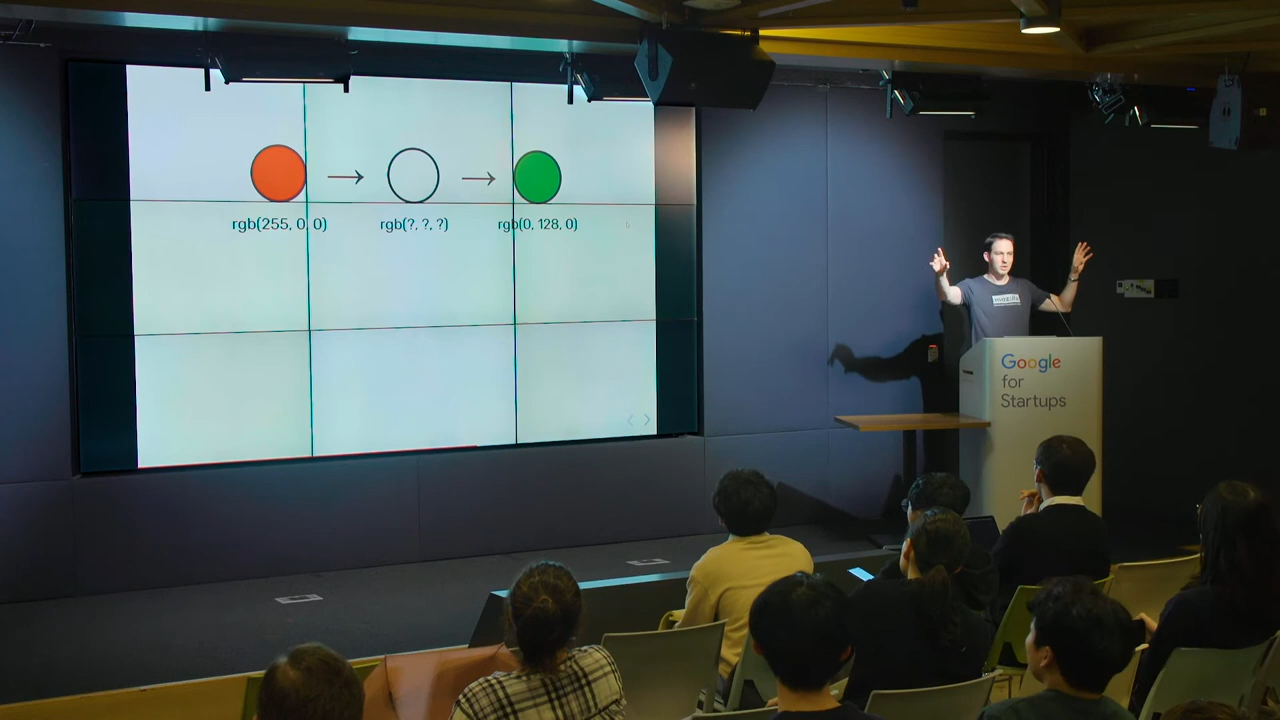 rgb(255, 0, 0)
rgb(?, ?, ?)
rgb(0, 128, 0)
Google
for
Startups